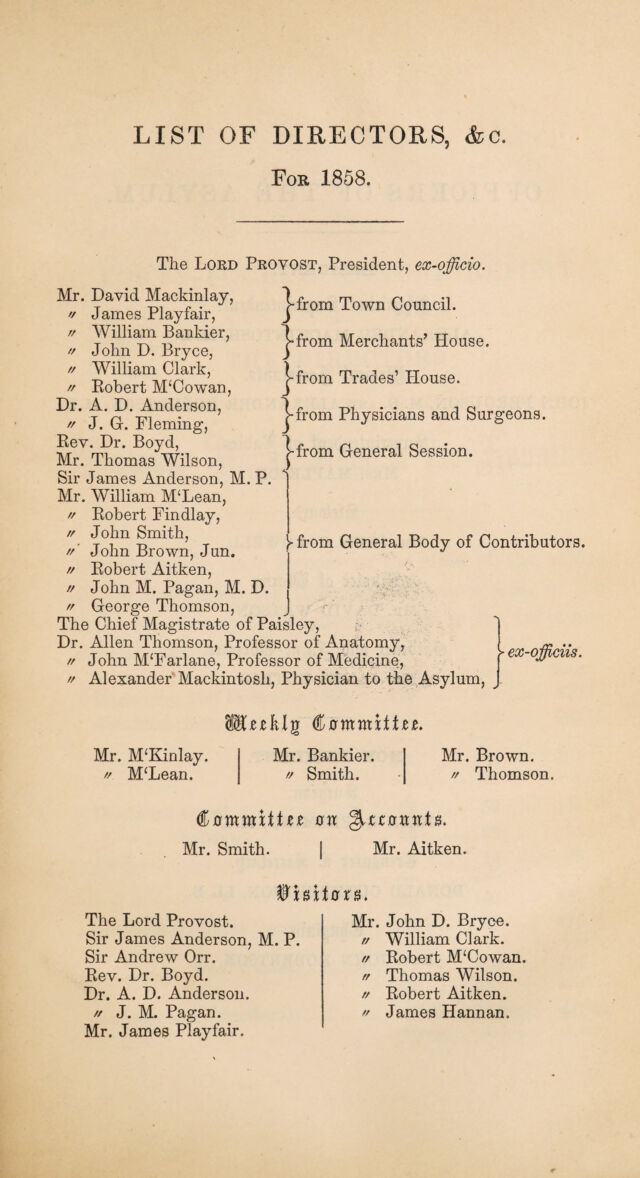 LIST OF DIRECTORS, &c.
FOR 1858.
The LORD PROVOST, President, ex-officio.
Mr. David Mackinlay,
〃 James Playfair,
from Town Council.
〃 William Bankier,
〃 John D. Bryce,
from Merchants' House.
〃 William Clark,
〃 Robert M‘Cowan,
from Trades' House.
Dr. A. D. Anderson,
〃 J. G. Fleming,
from Physicians and Surgeons.
Rev. Dr. Boyd,
Mr. Thomas Wilson,
from General Session.
Sir James Anderson, M. P.
Mr. William M‘Lean,
〃 Robert Findlay,
〃 John Smith,
〃 John Brown, Jun.
〃 Robert Aitken,
〃 John M. Pagan, M. D.
〃 George Thomson,
from General Body of Contributors.
The Chief Magistrate of Paisley,
Dr. Allen Thomson, Professor of Anatomy,
〃 John M‘Farlane, Professor of Medicine,
〃 Alexander Mackintosh, Physician to the Asylum,
ex-officiis.
Weekly Committee.
Mr. M‘Kinlay. | Mr. Bankier. | Mr. Brown.
〃 M‘Lean. | 〃 Smith. | 〃 Thomson.
Committee on Accounts.
Mr. Smith. | Mr. Aitken.
Visitors.
The Lord Provost.
Sir James Anderson, M. P.
Sir Andrew Orr.
Rev. Dr. Boyd.
Dr. A. D. Anderson.
〃 J. M. Pagan.
Mr. James Playfair.
Mr. John D. Bryce.
〃 William Clark.
〃 Robert M‘Cowan.
〃 Thomas Wilson.
〃 Robert Aitken.
〃 James Hannan.